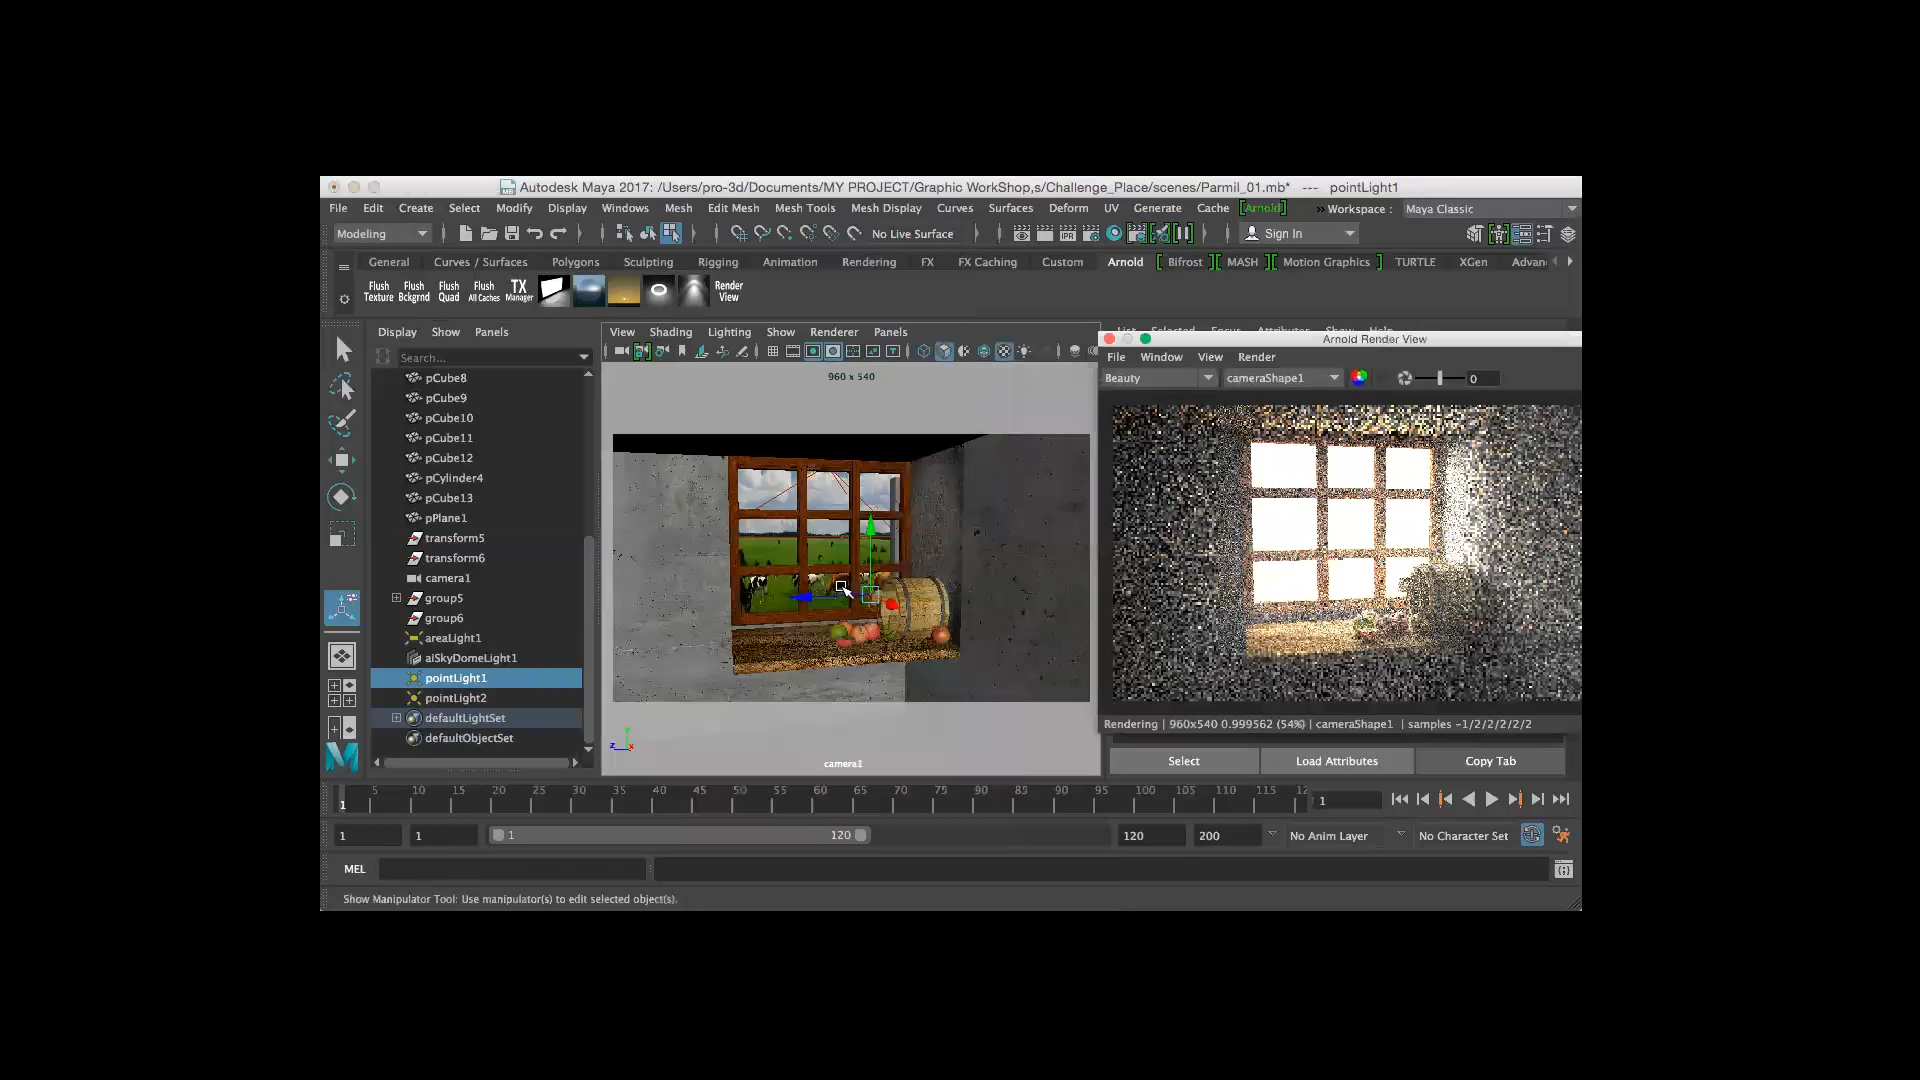 Autodesk Maya 2017: /Users/pro-3d/Documents/MY PROJECT/Graphic WorkShop,s/Challenge_Place/scenes/Parmil_01.mb* --- pointLight1
File Edit Create Select Modify Display Windows Mesh Edit Mesh Mesh Tools Mesh Display Curves Surfaces Deform UV Generate Cache [Arnold] » Workspace : Maya Classic
Modeling No Live Surface Sign In
General Curves / Surfaces Polygons Sculpting Rigging Animation Rendering FX FX Caching Custom Arnold [ Bifrost ] [ MASH ] [ Motion Graphics ] TURTLE XGen Advan
Flush Texture Flush Bckgrnd Flush Quad Flush All Caches TX Manager Render View
Display Show Panels
Search...
pCube8
pCube9
pCube10
pCube11
pCube12
pCylinder4
pCube13
pPlane1
transform5
transform6
camera1
group5
group6
areaLight1
aiSkyDomeLight1
pointLight1
pointLight2
defaultLightSet
defaultObjectSet
View Shading Lighting Show Renderer Panels
960 x 540
camera1
List Selected Focus Attributes Show Help
Arnold Render View
File Window View Render
Beauty cameraShape1 0
Rendering | 960x540 0.999562 (54%) | cameraShape1 | samples -1/2/2/2/2/2
Select Load Attributes Copy Tab
1 5 10 15 20 25 30 35 40 45 50 55 60 65 70 75 80 85 90 95 100 105 110 115 12 1
1 1 1 120 120 200 No Anim Layer No Character Set
MEL
Show Manipulator Tool: Use manipulator(s) to edit selected object(s).